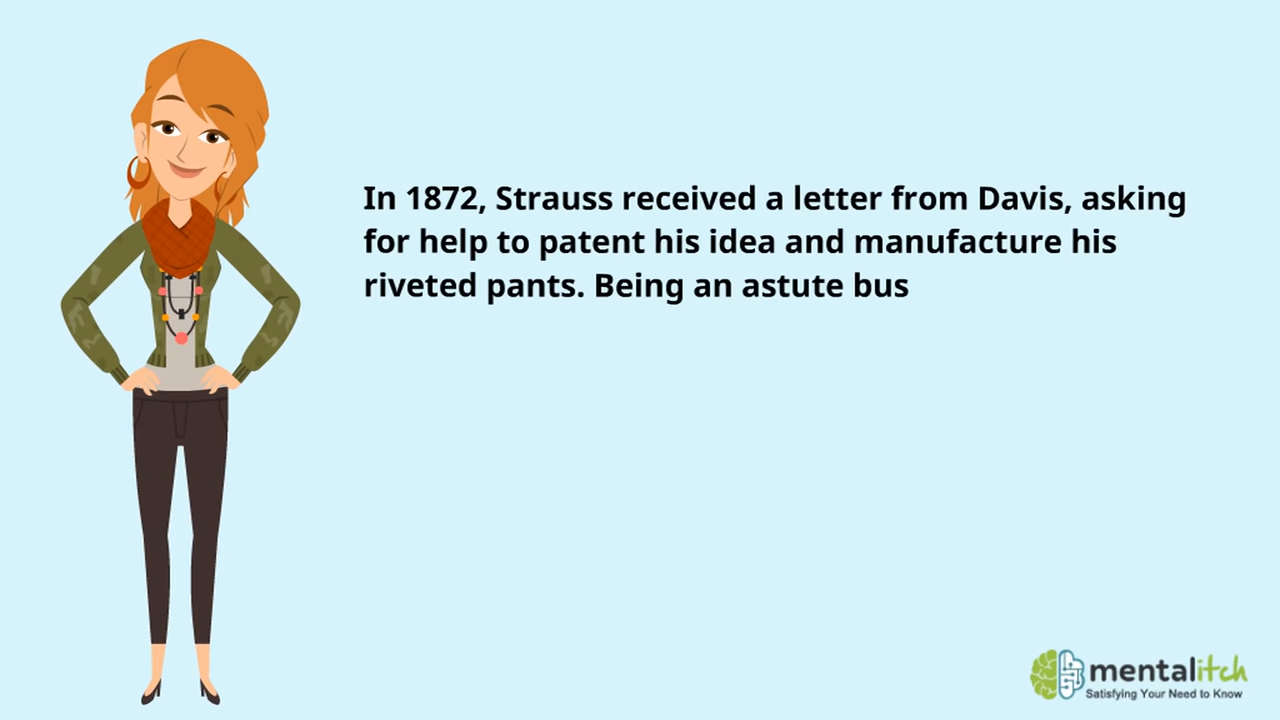 In 1872, Strauss received a letter from Davis, asking
for help to patent his idea and manufacture his
riveted pants. Being an astute bus
mentalitch
Satisfying Your Need to Know